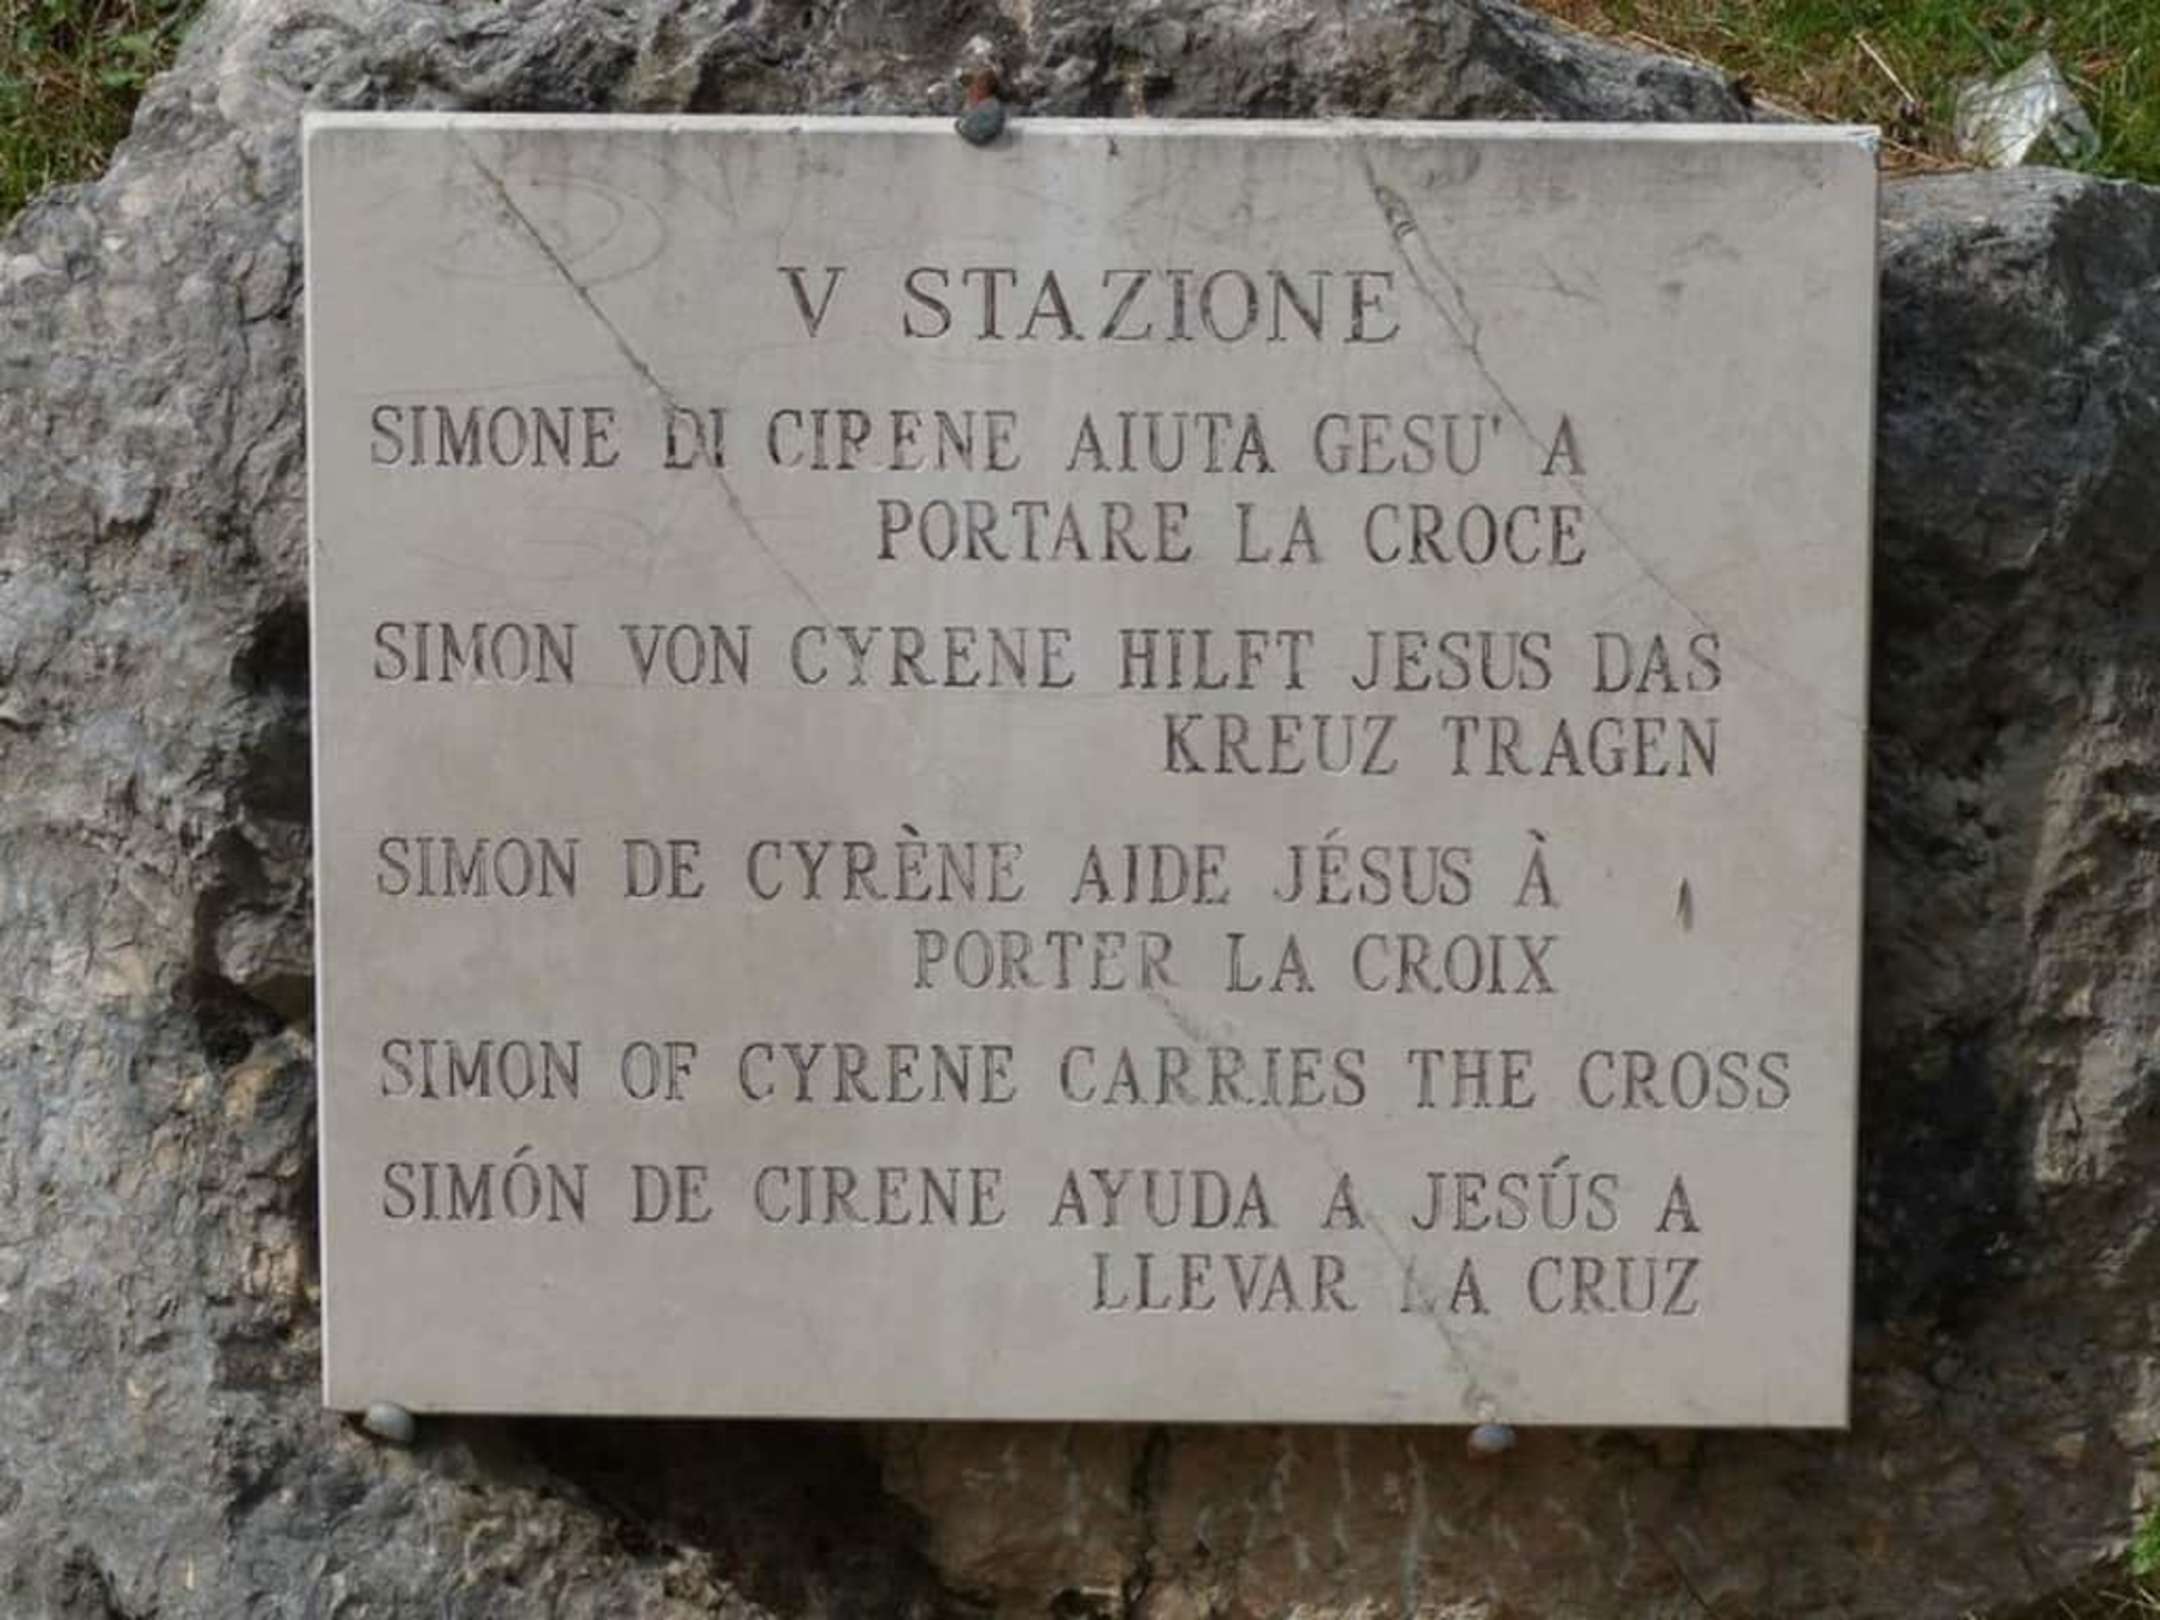 V STAZIONE
SIMONE DI CIRENE AIUTA GESU' A
PORTARE LA CROCE
SIMON VON CYRENE HILFT JESUS DAS
KREUZ TRAGEN
SIMON DE CYRÈNE AIDE JÉSUS À
PORTER LA CROIX
SIMON OF CYRENE CARRIES THE CROSS
SIMÓN DE CIRENE AYUDA A JESÚS A
LLEVAR LA CRUZ